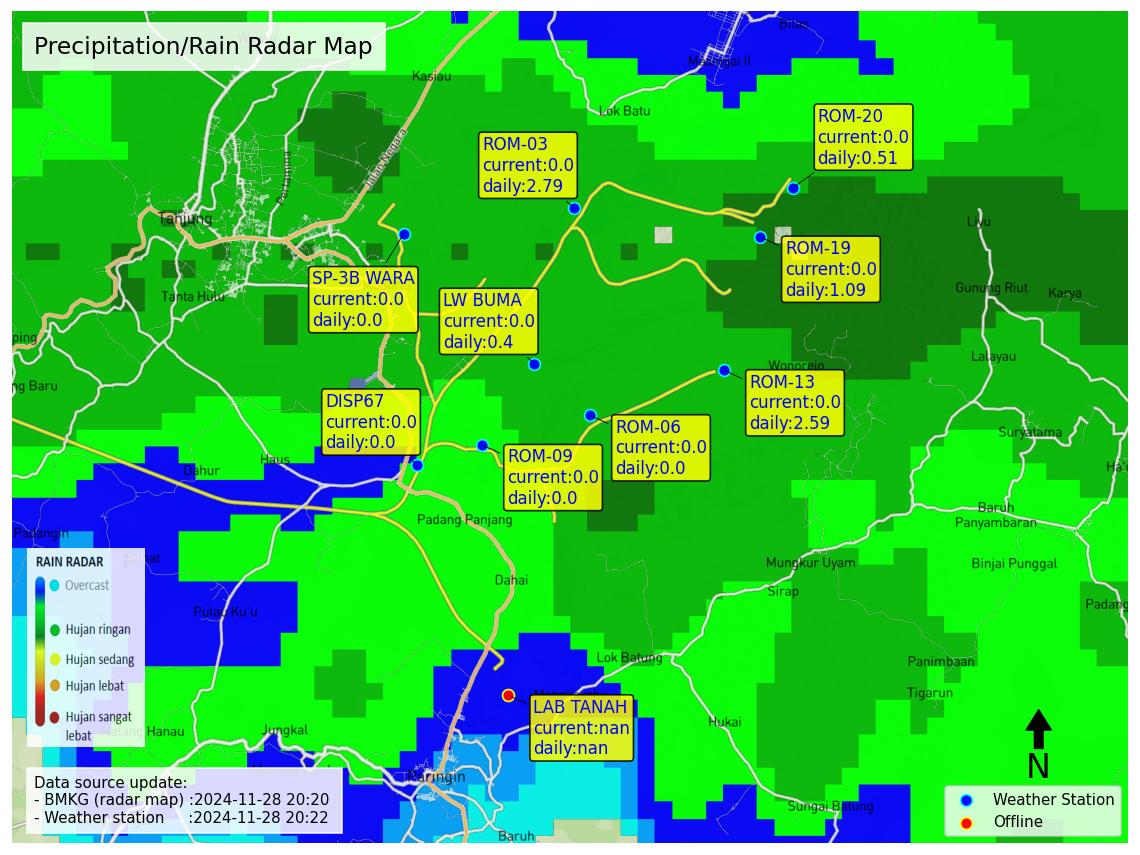 Precipitation/Rain Radar Map
Bilas
Masingai II
Kasiau
Lok Batu
Jalan Negara
Pertamina
Tanjung
ROM-20
current:0.0
daily:0.51
ROM-03
current:0.0
daily:2.79
Liyu
ROM-19
current:0.0
daily:1.09
SP-3B WARA
current:0.0
daily:0.0
LW BUMA
current:0.0
daily:0.4
Tanta Hulu
Gunung Riut
Karya
ping
Lalayau
ng Baru
Wonorejo
ROM-13
current:0.0
daily:2.59
DISP67
current:0.0
daily:0.0
ROM-06
current:0.0
daily:0.0
ROM-09
current:0.0
daily:0.0
Suryatama
Haus
Dahur
Ha'u
Baruh
Panyambaran
Padang Panjang
Padangin
Mungkur Uyam
Binjai Punggal
Dahai
Sirap
Padang
Pulau Ku'u
RAIN RADAR
Overcast
Hujan ringan
Hujan sedang
Hujan lebat
Hujan sangat
lebat
Lok Batung
Panimbaan
Tigarun
LAB TANAH
current:nan
daily:nan
Hukai
Jungkal
Hanau
Paringin
Sungai Batung
Baruh
N
Data source update:
- BMKG (radar map) :2024-11-28 20:20
- Weather station :2024-11-28 20:22
Weather Station
Offline